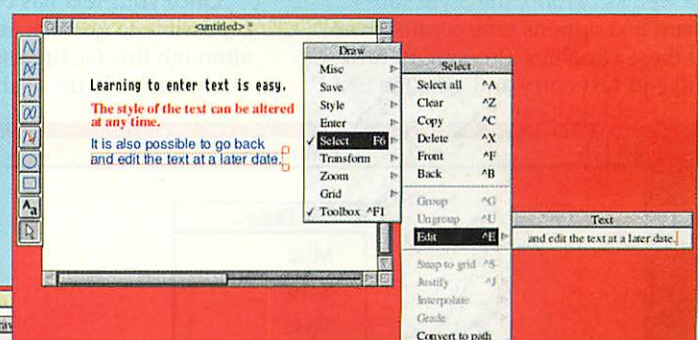 <untitled> *
Learning to enter text is easy.
The style of the text can be altered
at any time.
It is also possible to go back
and edit the text at a later date.
Aa
Draw
Misc
Save
Style
Enter
✓ Select F6
Transform
Zoom
Grid
✓ Toolbox ^F1
Select
Select all ^A
Clear ^Z
Copy ^C
Delete ^X
Front ^F
Back ^B
Group ^G
Ungroup ^U
Edit ^E
Snap to grid ^S
Justify ^J
Interpolate
Grade
Convert to path
Text
and edit the text at a later date.